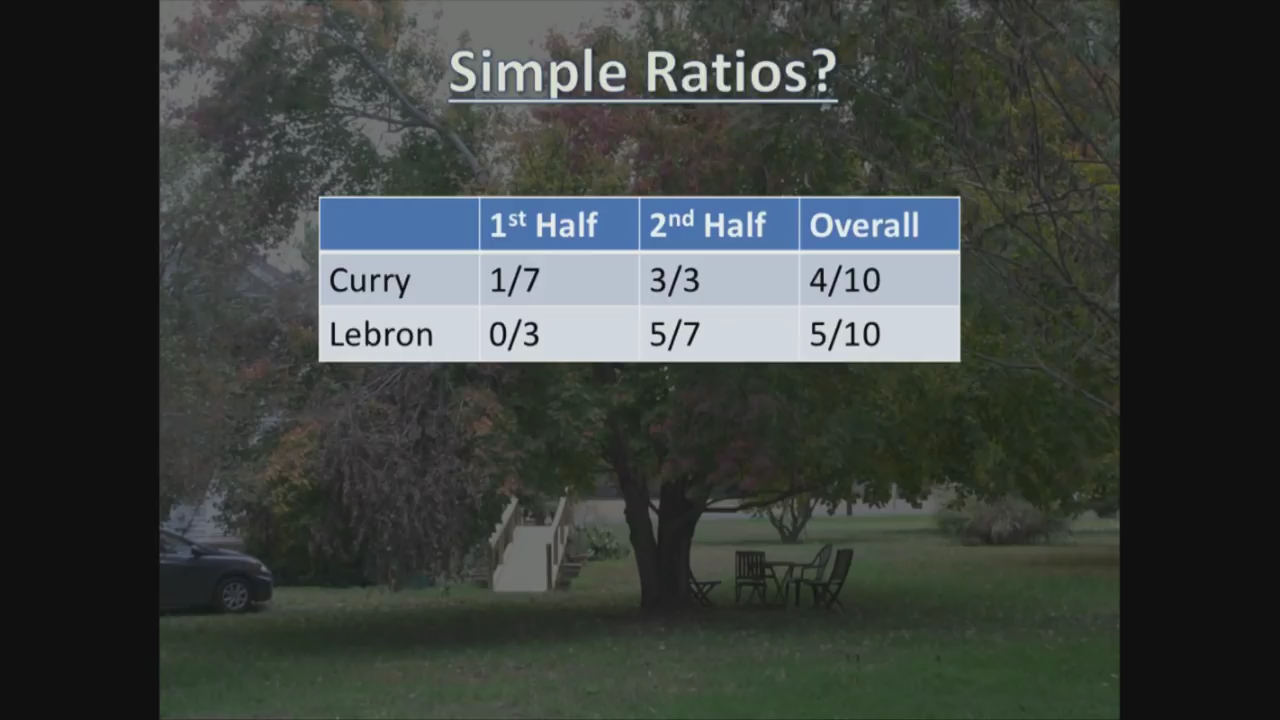 Simple Ratios?
1st Half 2nd Half Overall
Curry 1/7 3/3 4/10
Lebron 0/3 5/7 5/10